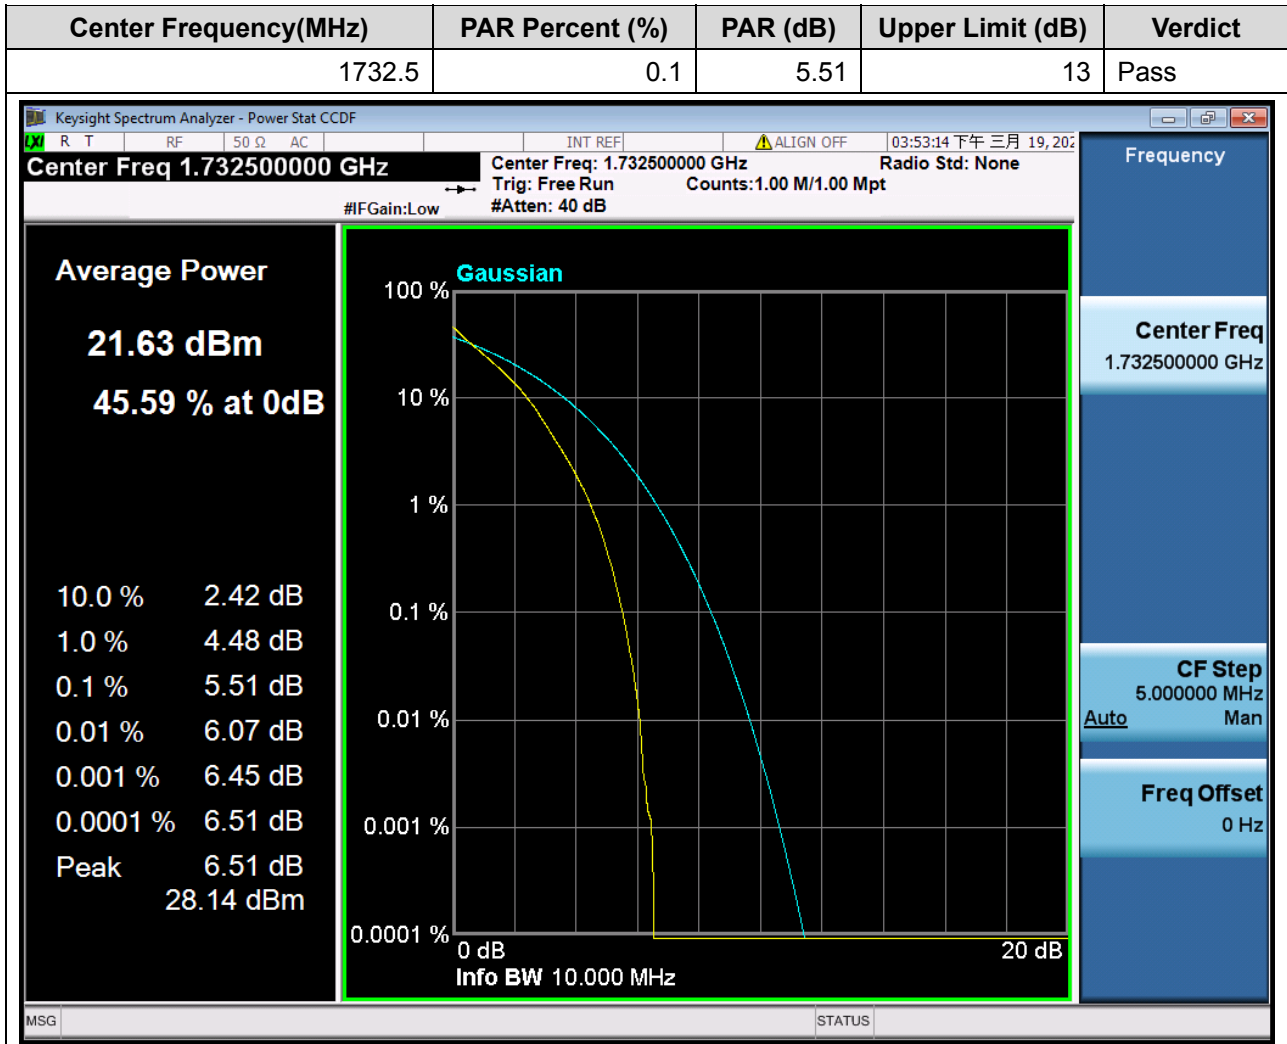 Center Frequency(MHz) PAR Percent (%) PAR (dB) Upper Limit (dB) Verdict
1732.5 0.1 5.51 13 Pass
Keysight Spectrum Analyzer - Power Stat CCDF
LXI R T RF 50 Ω AC INT REF ALIGN OFF 03:53:14 下午 三月 19, 202
Center Freq 1.732500000 GHz
Center Freq: 1.732500000 GHz Radio Std: None
Trig: Free Run Counts:1.00 M/1.00 Mpt
#IFGain:Low #Atten: 40 dB
Average Power
21.63 dBm
45.59 % at 0dB
10.0 % 2.42 dB
1.0 % 4.48 dB
0.1 % 5.51 dB
0.01 % 6.07 dB
0.001 % 6.45 dB
0.0001 % 6.51 dB
Peak 6.51 dB
28.14 dBm
Gaussian
100 %
10 %
1 %
0.1 %
0.01 %
0.001 %
0.0001 %
0 dB 20 dB
Info BW 10.000 MHz
Frequency
Center Freq
1.732500000 GHz
CF Step
5.000000 MHz
Auto Man
Freq Offset
0 Hz
MSG STATUS